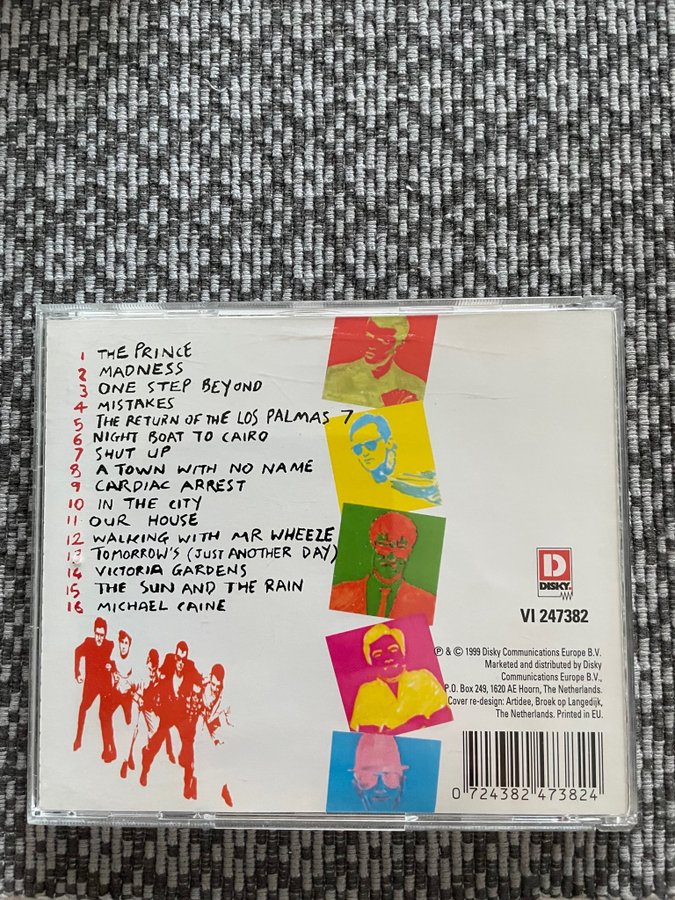 1 THE PRINCE
2 MADNESS
3 ONE STEP BEYOND
4 MISTAKES
5 THE RETURN OF THE LOS PALMAS 7
6 NIGHT BOAT TO CAIRO
7 SHUT UP
8 A TOWN WITH NO NAME
9 CARDIAC ARREST
10 IN THE CITY
11 OUR HOUSE
12 WALKING WITH MR WHEEZE
13 TOMORROW'S (JUST ANOTHER DAY)
14 VICTORIA GARDENS
15 THE SUN AND THE RAIN
16 MICHAEL CAINE
D
DISKY
VI 247382
℗ & © 1999 Disky Communications Europe B.V.
Marketed and distributed by Disky
Communications Europe B.V.,
P.O. Box 249, 1620 AE Hoorn, The Netherlands.
Cover re-design: Artidee, Broek op Langedijk,
The Netherlands. Printed in EU.
0 724382 473824